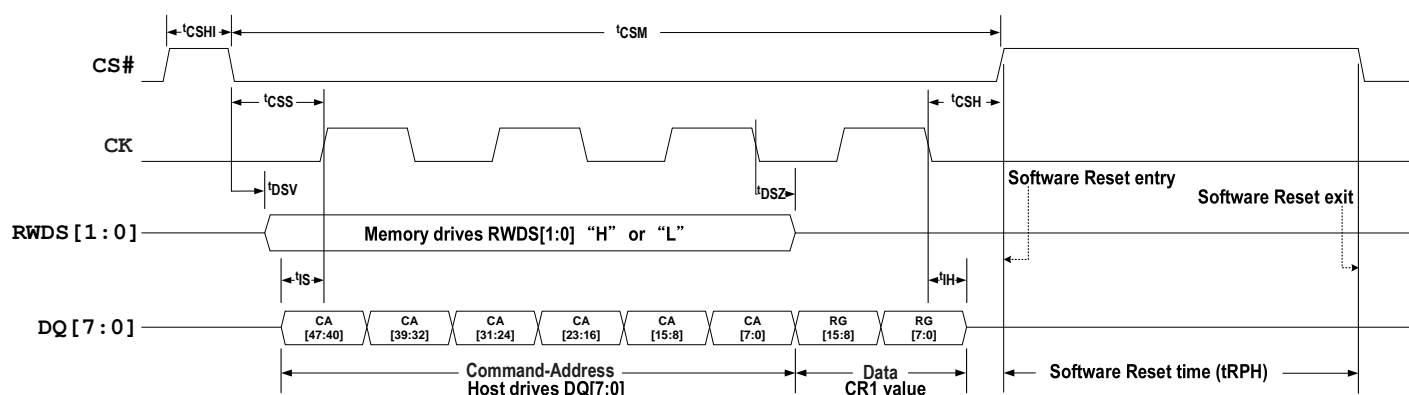 tCSHI
tCSM
CS#
tCSS
tCSH
CK
tDSV
tDSZ
Software Reset entry
Software Reset exit
RWDS[1:0]
Memory drives RWDS[1:0] “H” or “L”
tIS
tIH
DQ[7:0]
CA [47:40]
CA [39:32]
CA [31:24]
CA [23:16]
CA [15:8]
CA [7:0]
RG [15:8]
RG [7:0]
Command-Address
Host drives DQ[7:0]
Data
CR1 value
Software Reset time (tRPH)